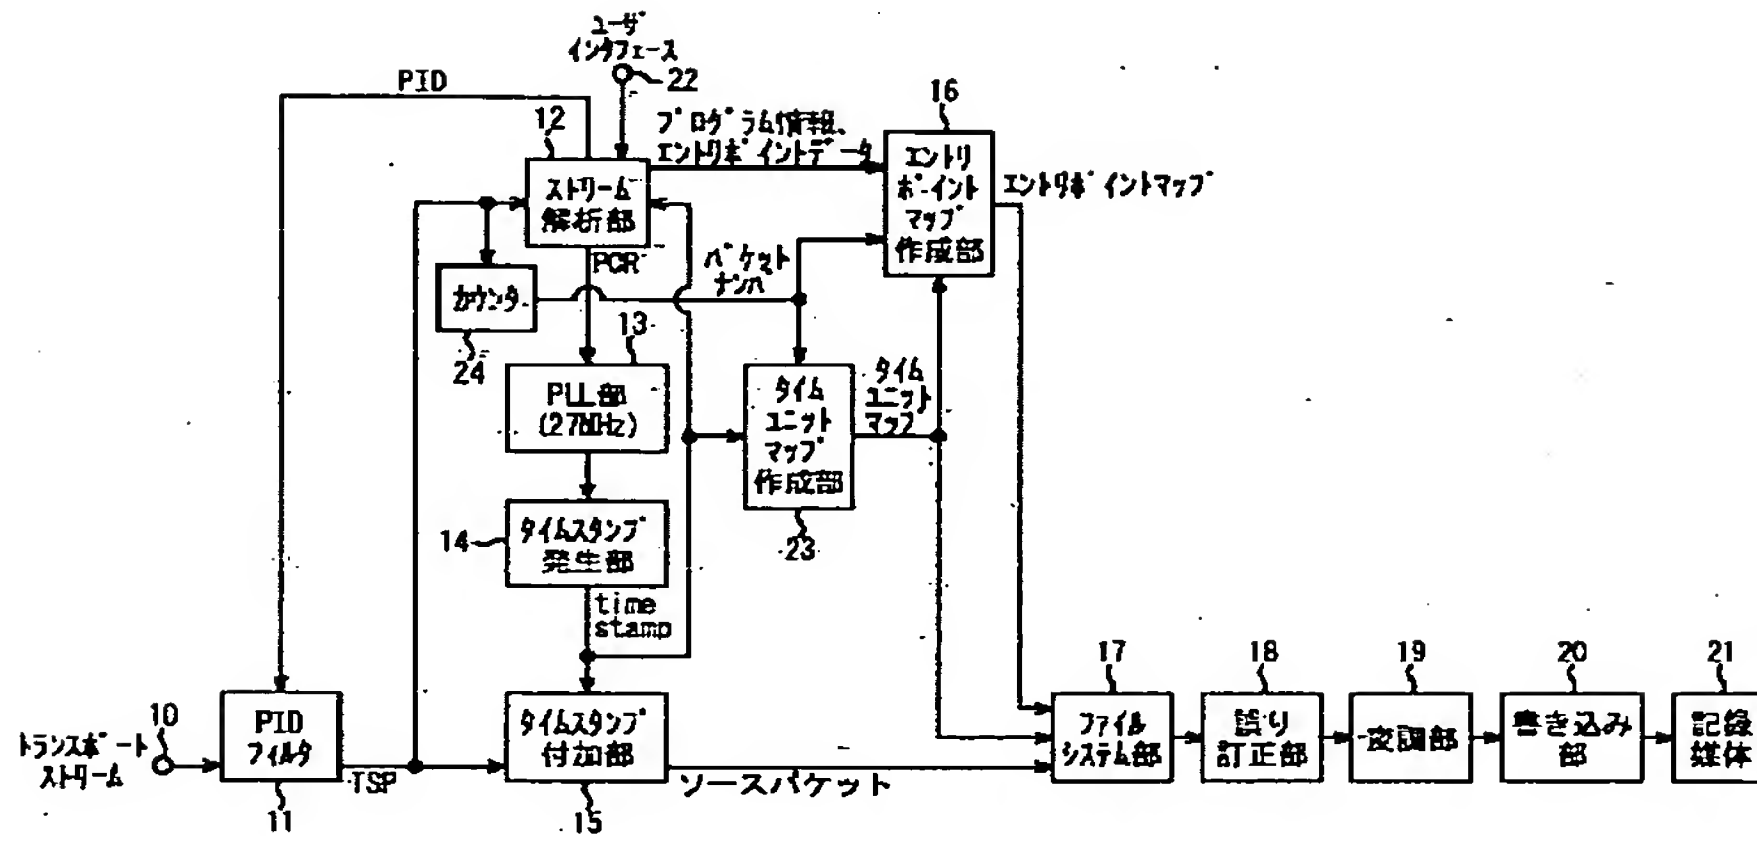 ユーザ
インタフェース
22
PID
12
プログラム情報、
エントリポイントデータ
16
ストリーム
解析部
エントリ
ポイント
マップ
作成部
エントリポイントマップ
PCR
パケット
ナンバ
カウンタ
24
13
PLL部
(27MHz)
タイム
ユニット
マップ
作成部
タイム
ユニット
マップ
23
14
タイムスタンプ
発生部
time
stamp
10
トランスポート
ストリーム
PID
フィルタ
11
TSP
タイムスタンプ
付加部
15
ソースパケット
17
ファイル
システム部
18
誤り
訂正部
19
変調部
20
書き込み
部
21
記録
媒体